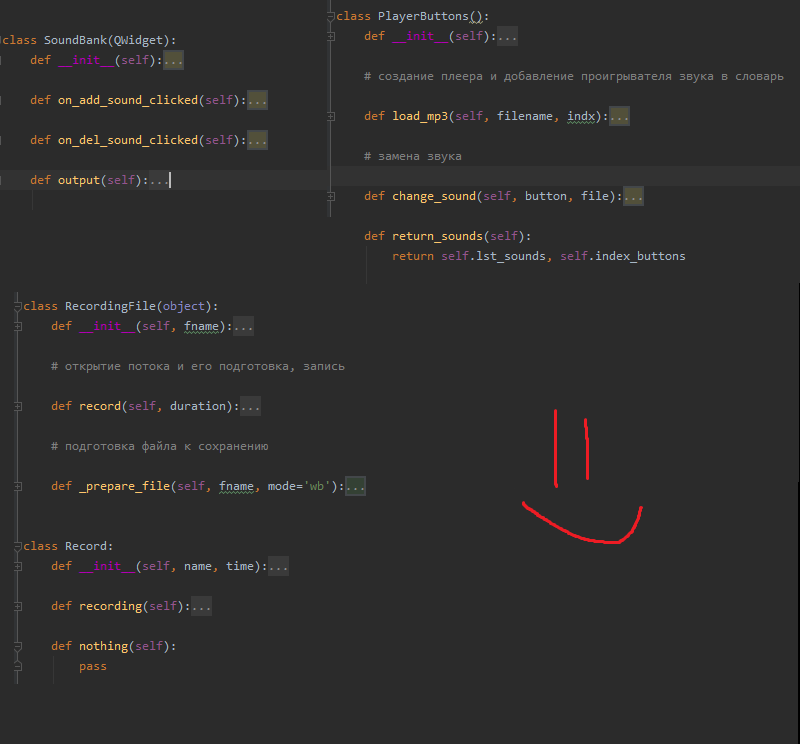 class SoundBank(QWidget):
def __init__(self):...
def on_add_sound_clicked(self):...
def on_del_sound_clicked(self):...
def output(self):...
class PlayerButtons():
def __init__(self):...
# создание плеера и добавление проигрывателя звука в словарь
def load_mp3(self, filename, indx):...
# замена звука
def change_sound(self, button, file):...
def return_sounds(self):
return self.lst_sounds, self.index_buttons
class RecordingFile(object):
def __init__(self, fname):...
# открытие потока и его подготовка, запись
def record(self, duration):...
# подготовка файла к сохранению
def _prepare_file(self, fname, mode='wb'):...
class Record:
def __init__(self, name, time):...
def recording(self):...
def nothing(self):
pass